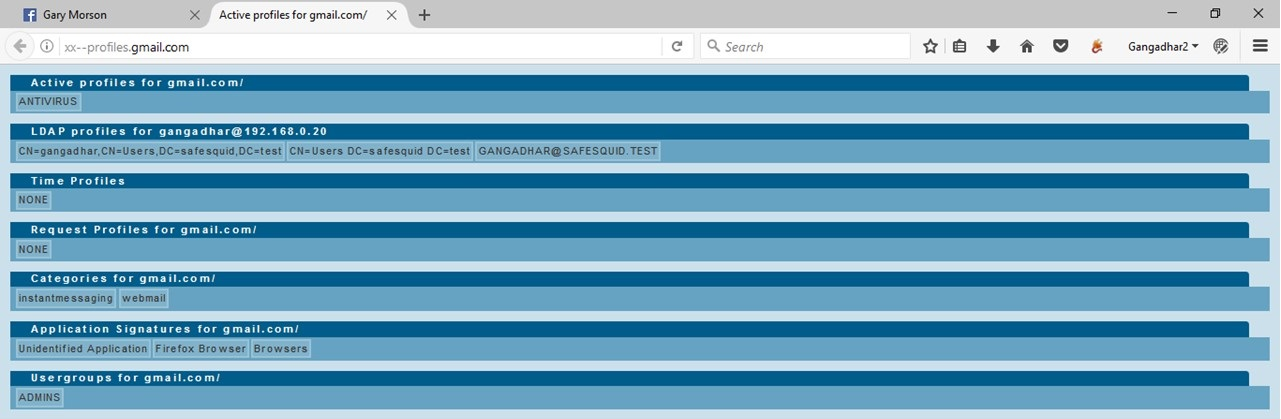 Gary Morson
Active profiles for gmail.com/
xx--profiles.gmail.com
Search
Gangadhar2
Active profiles for gmail.com/
ANTIVIRUS
LDAP profiles for gangadhar@192.168.0.20
CN=gangadhar,CN=Users,DC=safesquid,DC=test CN=Users DC=safesquid DC=test GANGADHAR@SAFESQUID.TEST
Time Profiles
NONE
Request Profiles for gmail.com/
NONE
Categories for gmail.com/
instantmessaging webmail
Application Signatures for gmail.com/
Unidentified Application Firefox Browser Browsers
Usergroups for gmail.com/
ADMINS